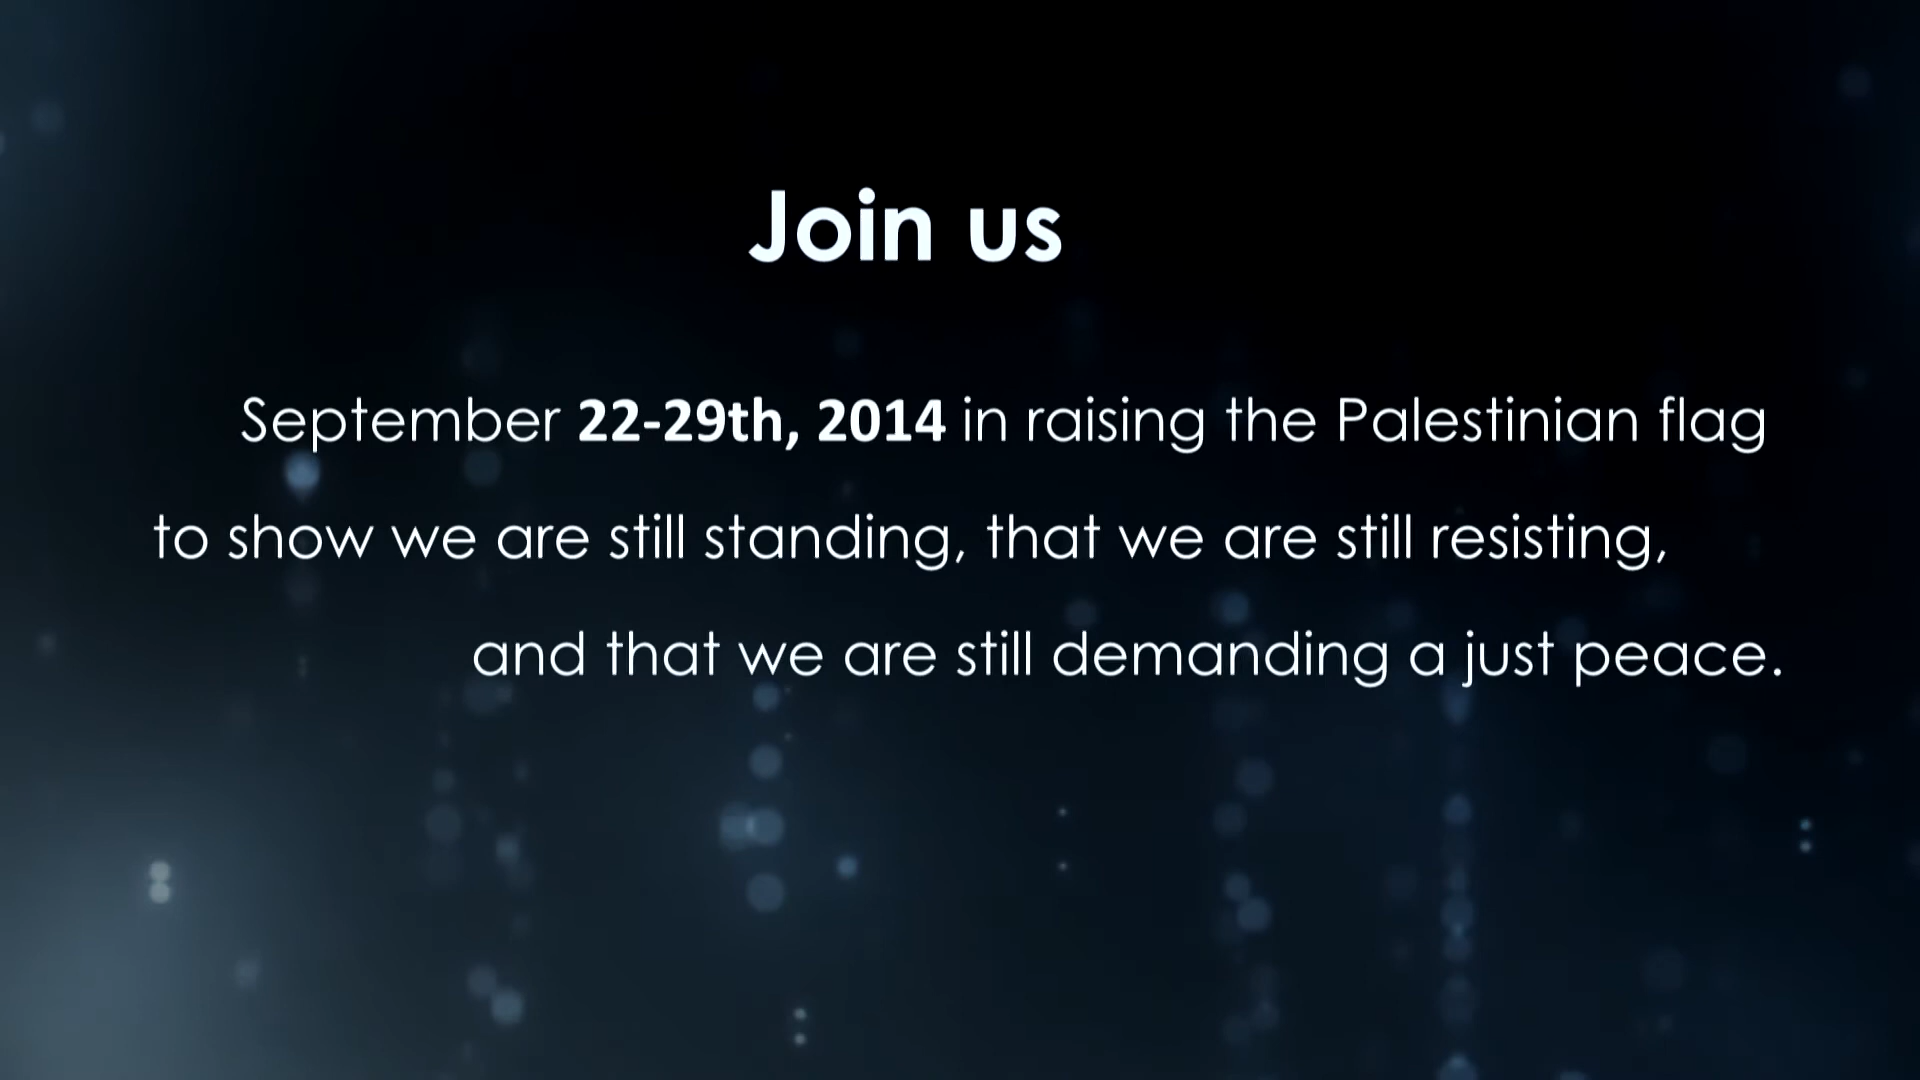 Join us
September 22-29th, 2014 in raising the Palestinian flag
to show we are still standing, that we are still resisting,
and that we are still demanding a just peace.